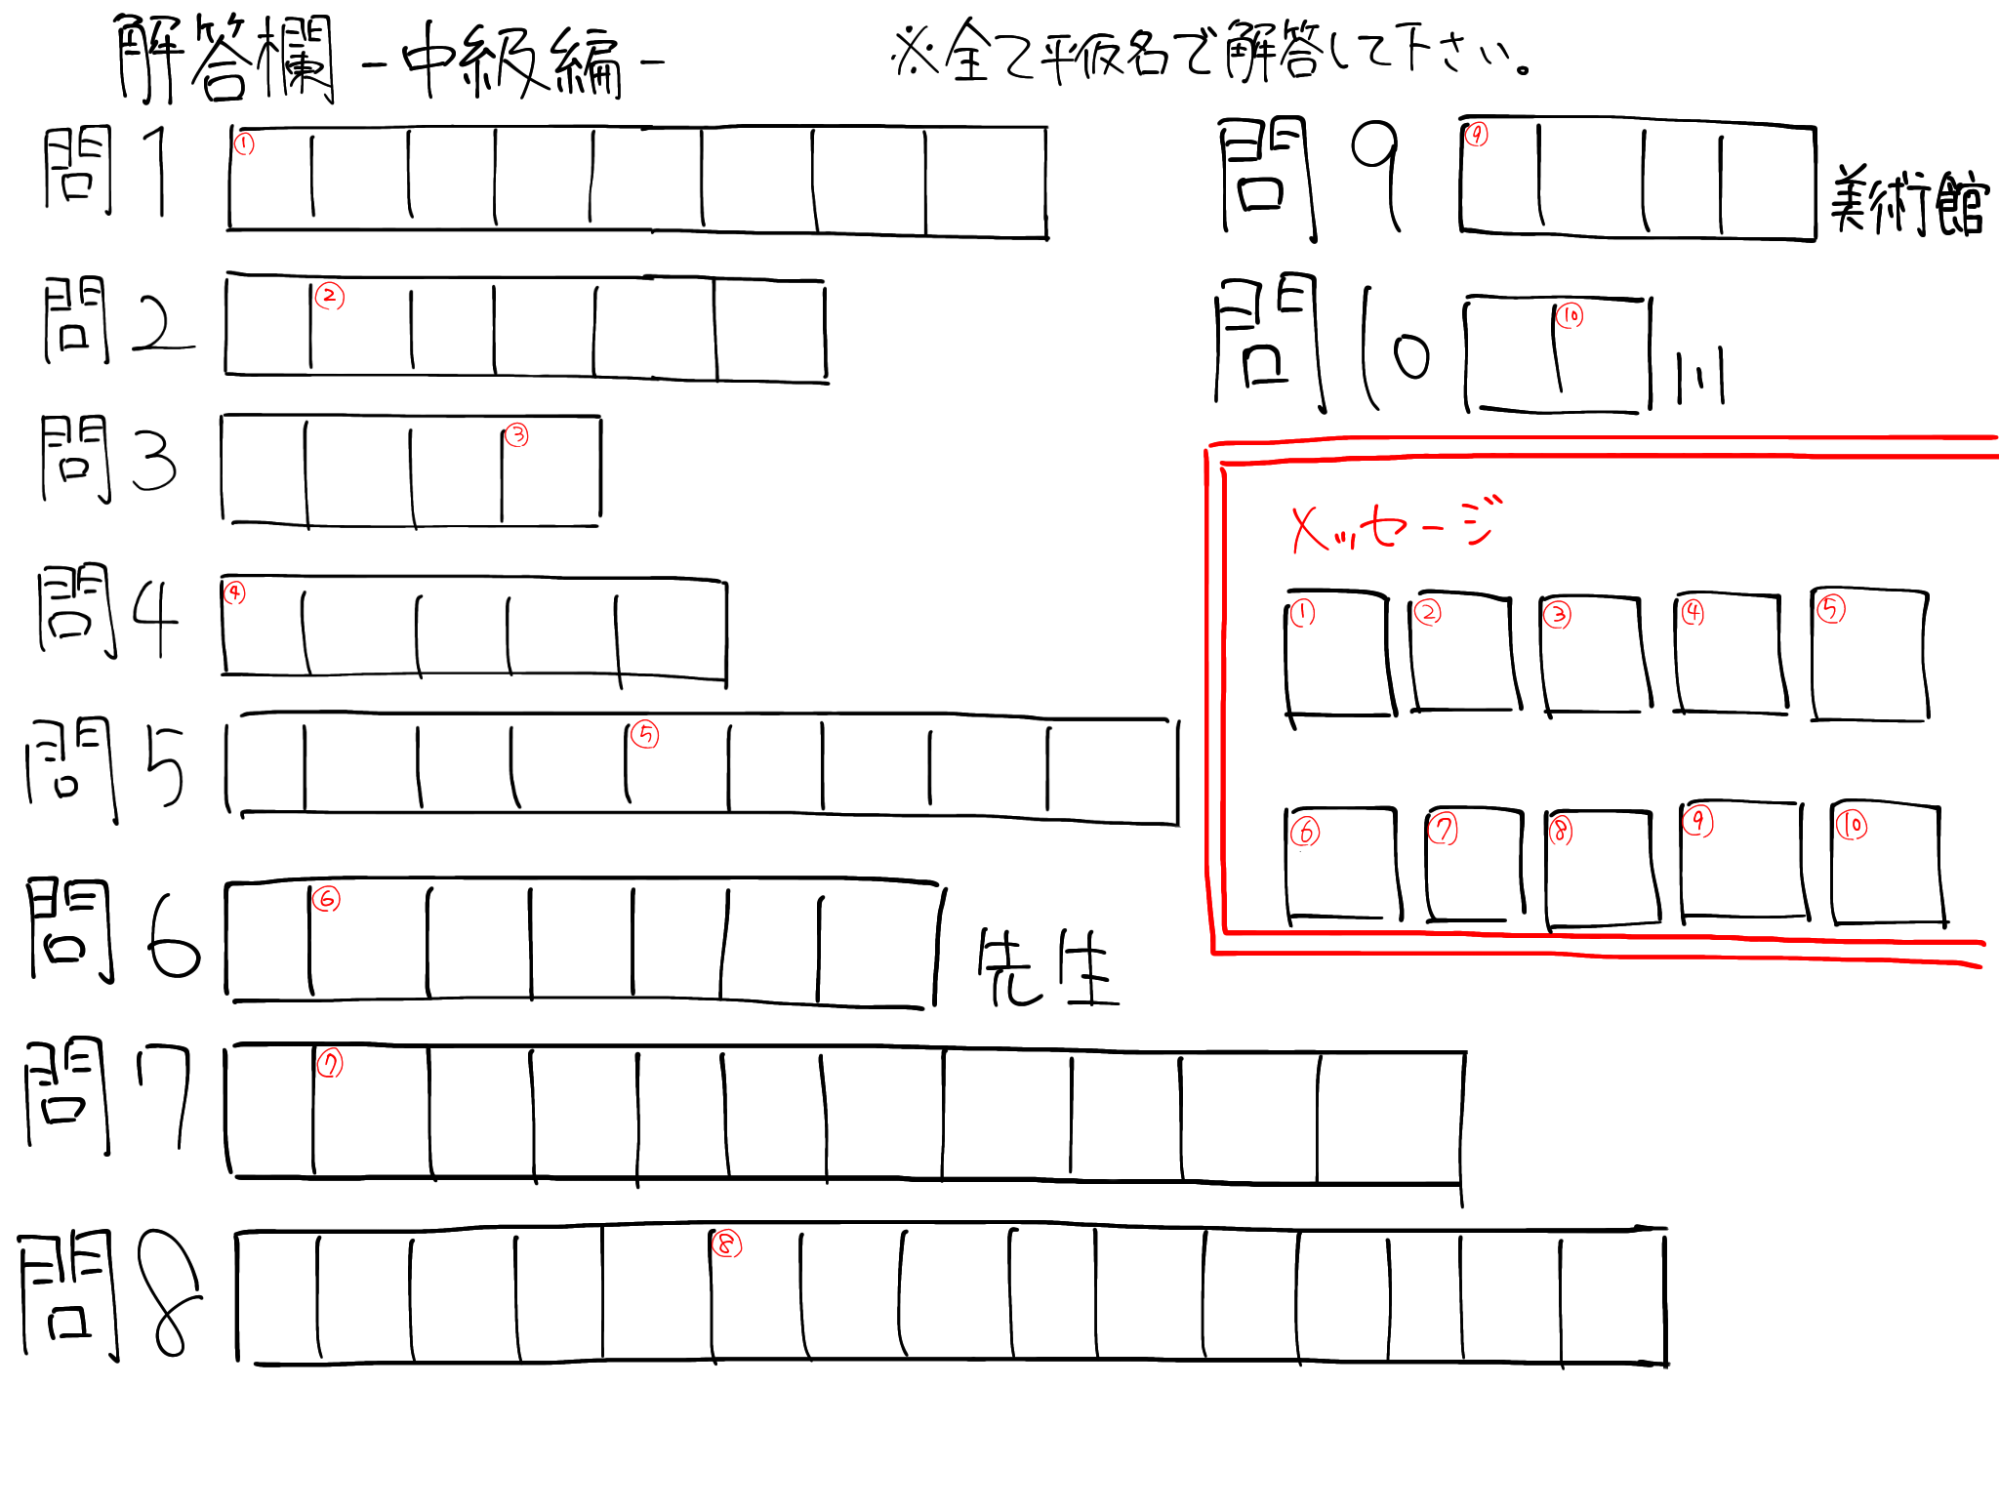 解答欄 -中級編-
※全て平仮名で解答して下さい。
問1 ①
問2 ②
問3 ③
問4 ④
問5 ⑤
問6 ⑥ 先生
問7 ⑦
問8 ⑧
問9 ⑨ 美術館
問10 ⑩ 川
メッセージ
① ② ③ ④ ⑤
⑥ ⑦ ⑧ ⑨ ⑩